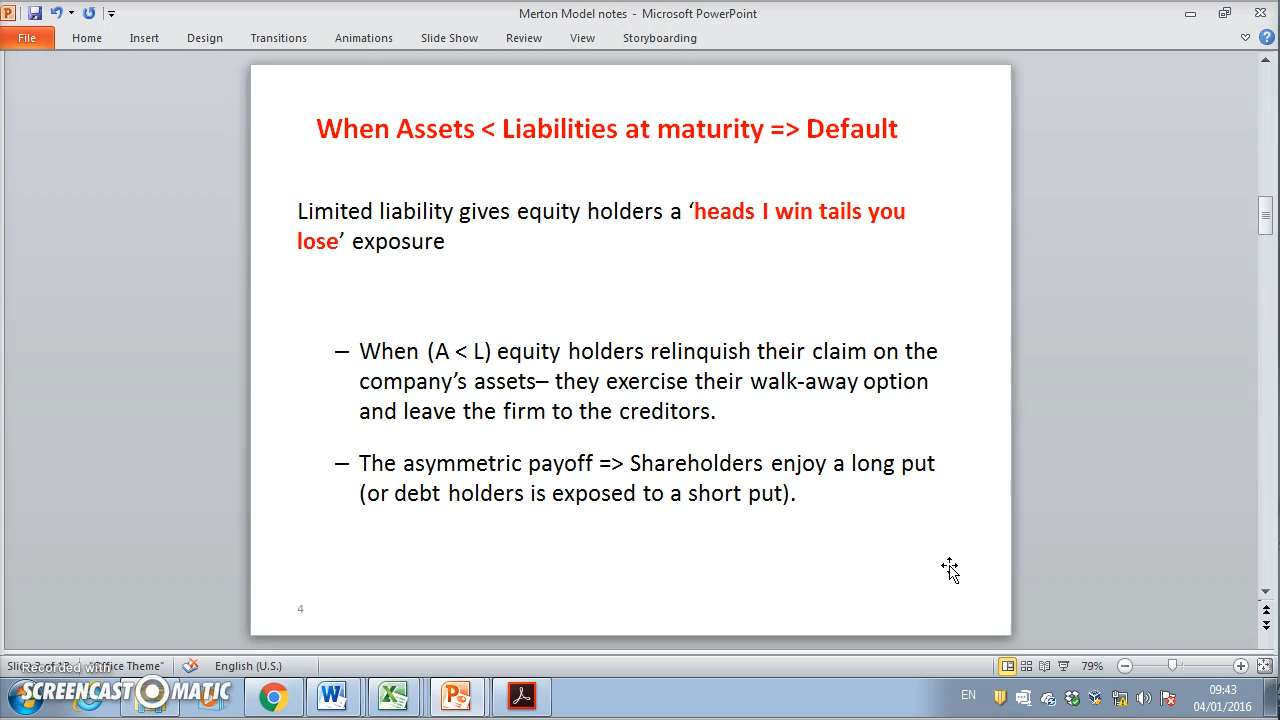 Merton Model notes - Microsoft PowerPoint
File Home Insert Design Transitions Animations Slide Show Review View Storyboarding
When Assets < Liabilities at maturity => Default
Limited liability gives equity holders a ‘heads I win tails you
lose’ exposure
– When (A < L) equity holders relinquish their claim on the
company’s assets– they exercise their walk-away option
and leave the firm to the creditors.
– The asymmetric payoff => Shareholders enjoy a long put
(or debt holders is exposed to a short put).
4
"Office Theme" English (U.S.) 79%
Recorded with
SCREENCAST MATIC
EN 09:43
04/01/2016